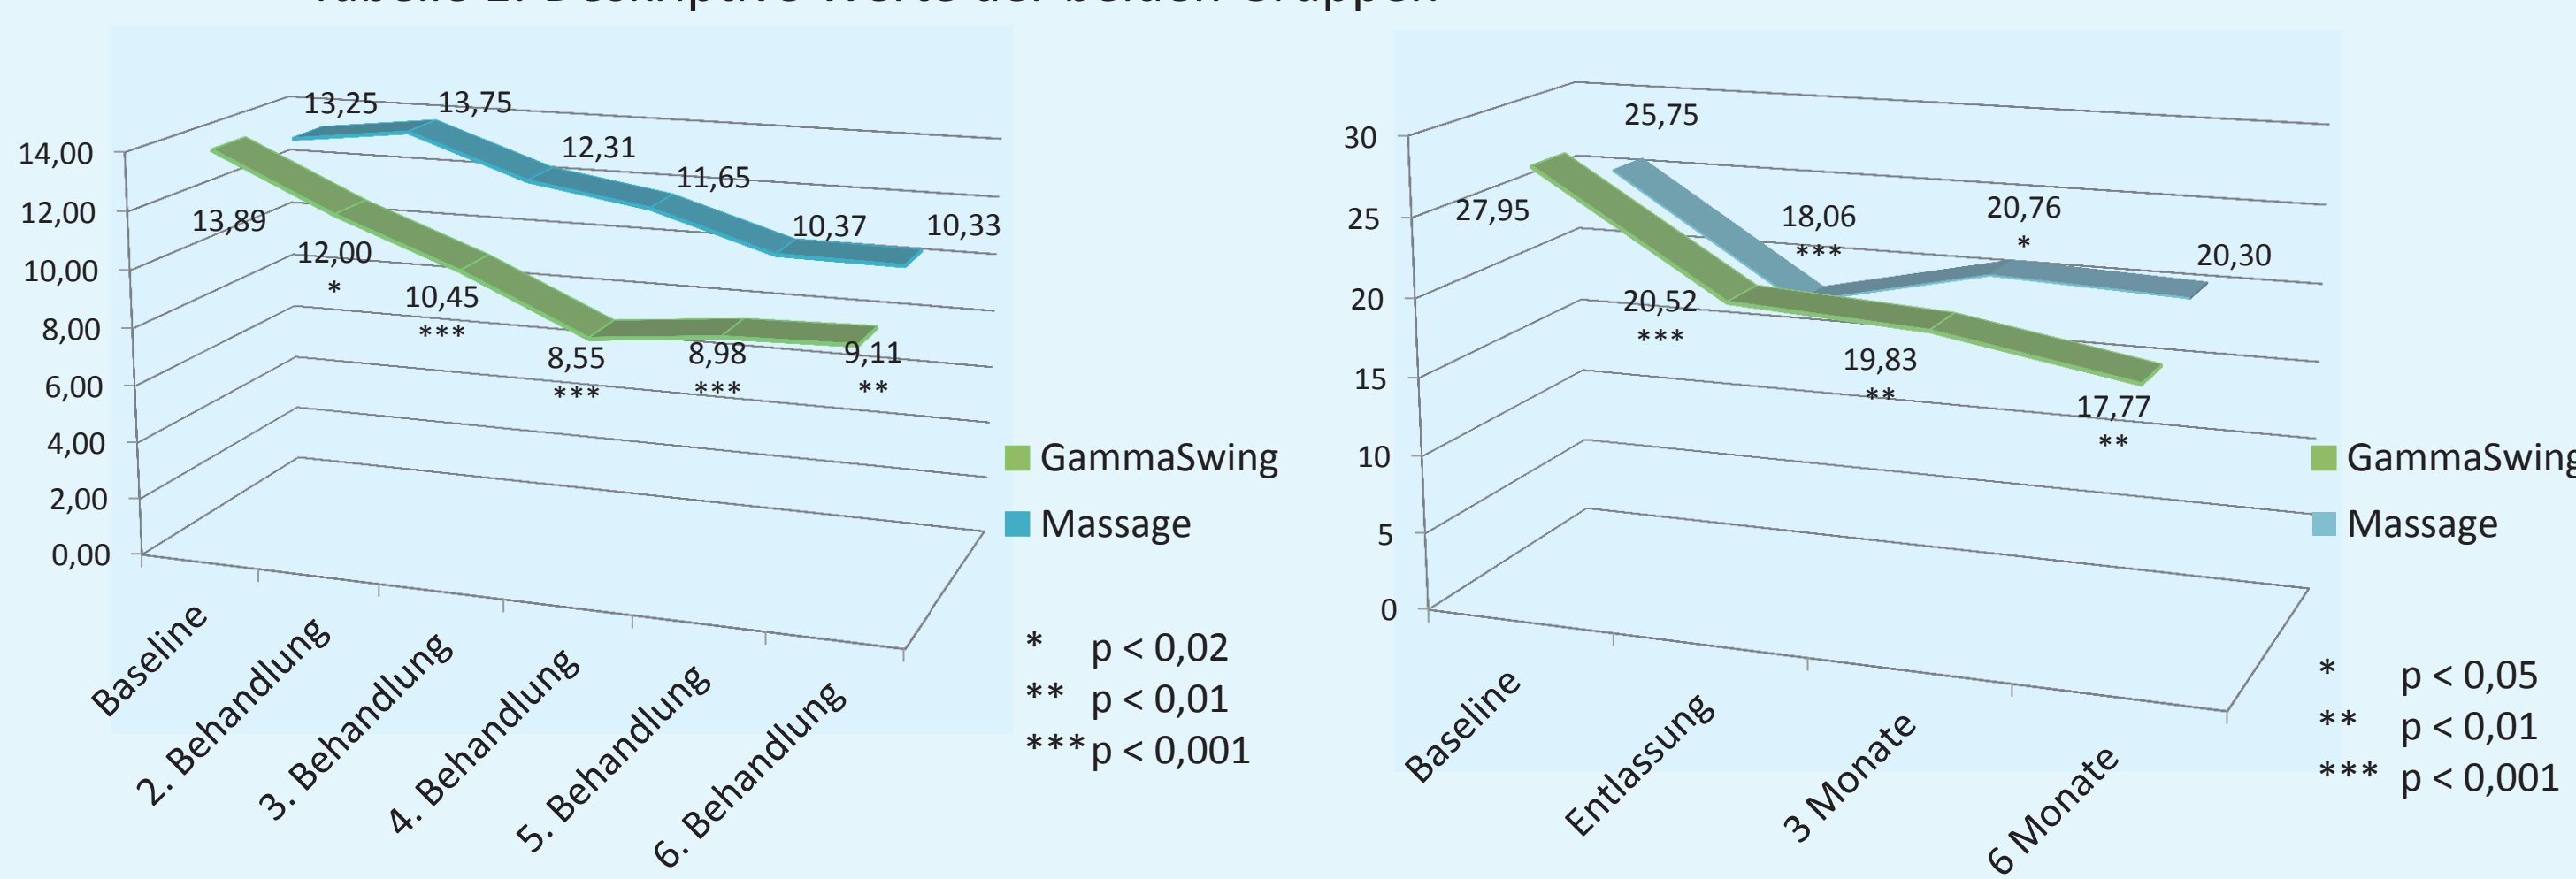 14,00
12,00
10,00
8,00
6,00
4,00
2,00
0,00
13,25
13,75
12,31
11,65
10,37
10,33
13,89
12,00
*
10,45
***
8,55
***
8,98
***
9,11
**
Baseline
2. Behandlung
3. Behandlung
4. Behandlung
5. Behandlung
6. Behandlung
GammaSwing
Massage
* p < 0,02
** p < 0,01
*** p < 0,001
30
25
20
15
10
5
0
25,75
18,06
***
20,76
*
20,30
27,95
20,52
***
19,83
**
17,77
**
Baseline
Entlassung
3 Monate
6 Monate
GammaSwing
Massage
* p < 0,05
** p < 0,01
*** p < 0,001